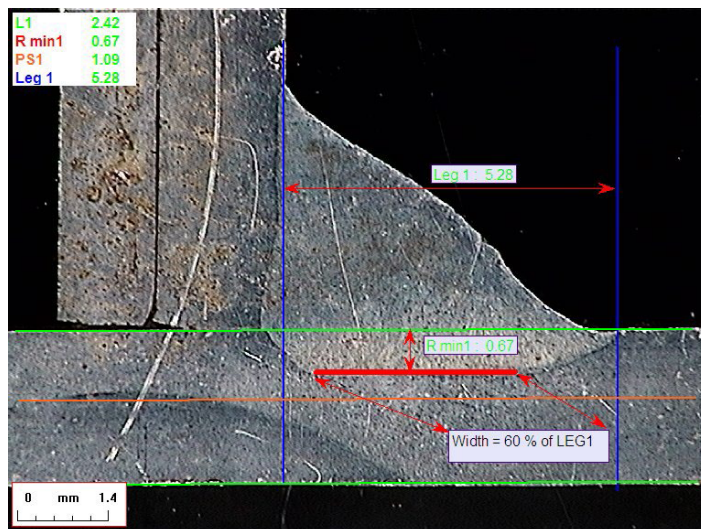 L1 2.42
R min1 0.67
PS1 1.09
Leg 1 5.28
Leg 1 : 5.28
R min1 : 0.67
Width = 60 % of LEG1
0 mm 1.4